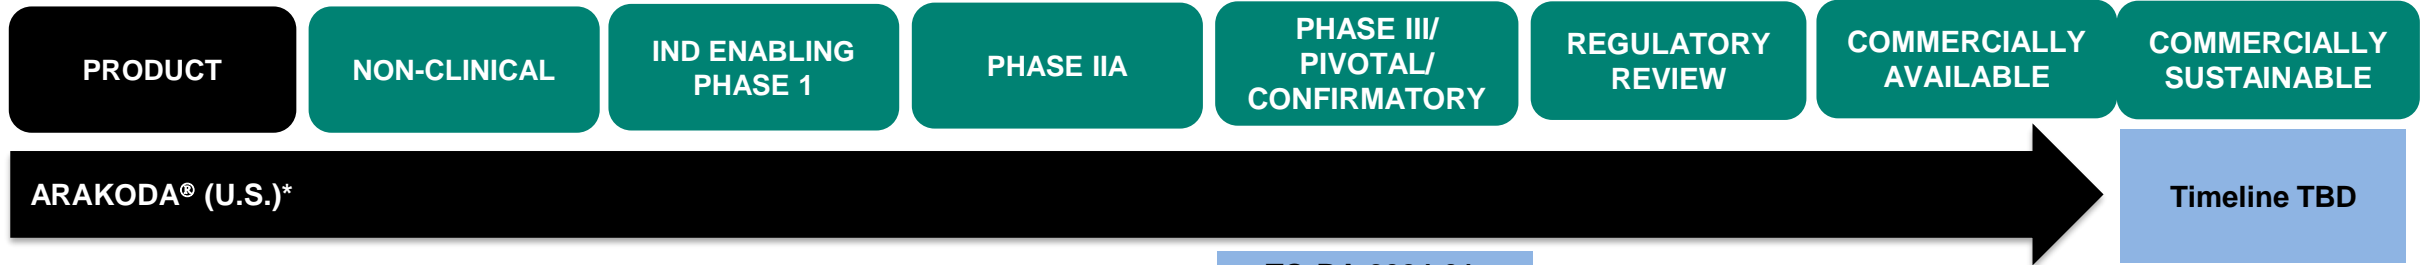 PRODUCT
NON-CLINICAL
IND ENABLING
PHASE 1
PHASE IIA
PHASE III/
PIVOTAL/
CONFIRMATORY
REGULATORY
REVIEW
COMMERCIALLY
AVAILABLE
COMMERCIALLY
SUSTAINABLE
ARAKODA® (U.S.)*
Timeline TBD